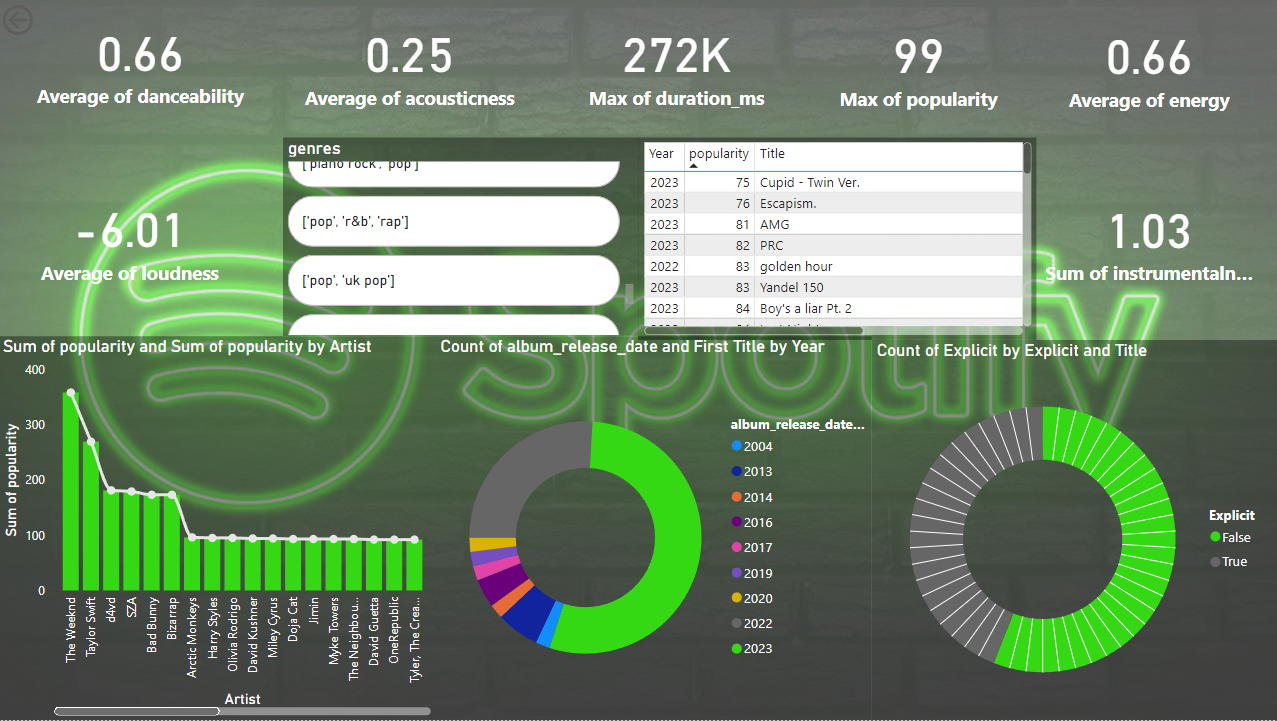 0.66
Average of danceability
0.25
Average of acousticness
272K
Max of duration_ms
99
Max of popularity
0.66
Average of energy
-6.01
Average of loudness
genres
['piano rock', 'pop']
['pop', 'r&b', 'rap']
['pop', 'uk pop']
Year popularity Title
2023 75 Cupid - Twin Ver.
2023 76 Escapism.
2023 81 AMG
2023 82 PRC
2022 83 golden hour
2023 83 Yandel 150
2023 84 Boy's a liar Pt. 2
1.03
Sum of instrumentaln...
Spotify
Sum of popularity and Sum of popularity by Artist
Sum of popularity
400
300
200
100
0
The Weeknd
Taylor Swift
d4vd
SZA
Bad Bunny
Bizarrap
Arctic Monkeys
Harry Styles
Olivia Rodrigo
David Kushner
Miley Cyrus
Doja Cat
Jimin
Myke Towers
The Neighbou...
David Guetta
OneRepublic
Tyler, The Crea...
Artist
Count of album_release_date and First Title by Year
album_release_date...
2004
2013
2014
2016
2017
2019
2020
2022
2023
Count of Explicit by Explicit and Title
Explicit
False
True